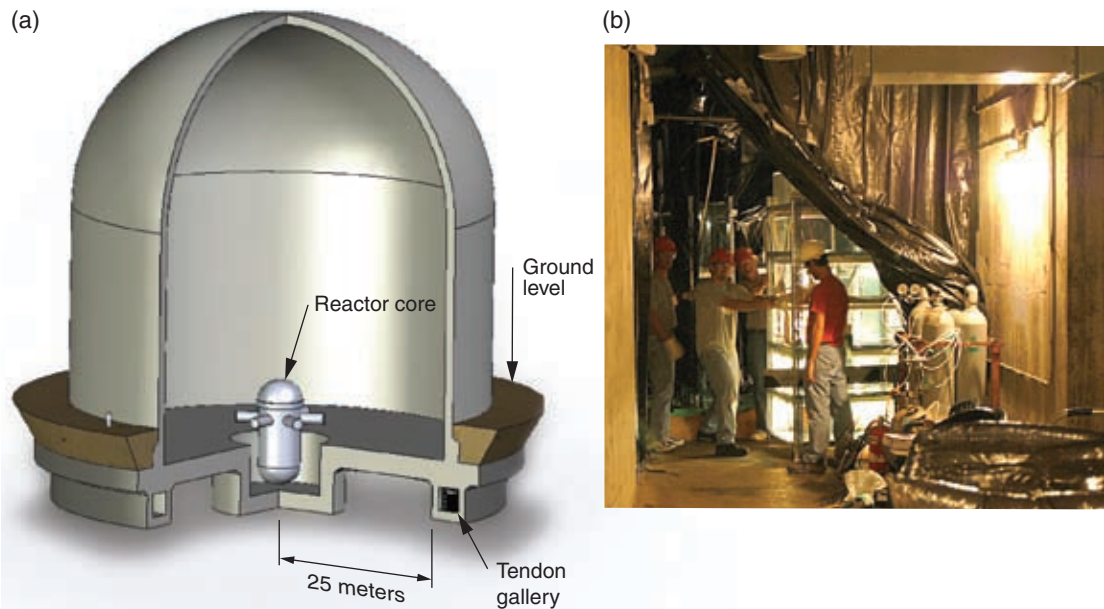 (a)
(b)
Ground
level
Reactor core
25 meters
Tendon
gallery